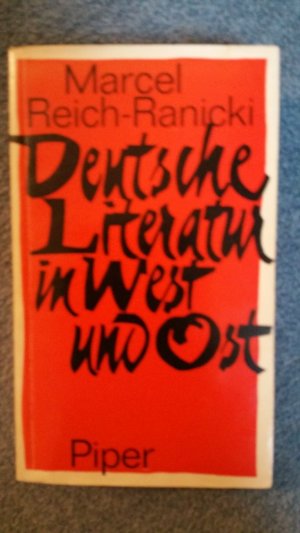 Marcel
Reich-Ranicki
Deutsche
Literatur
in West
und Ost
Piper